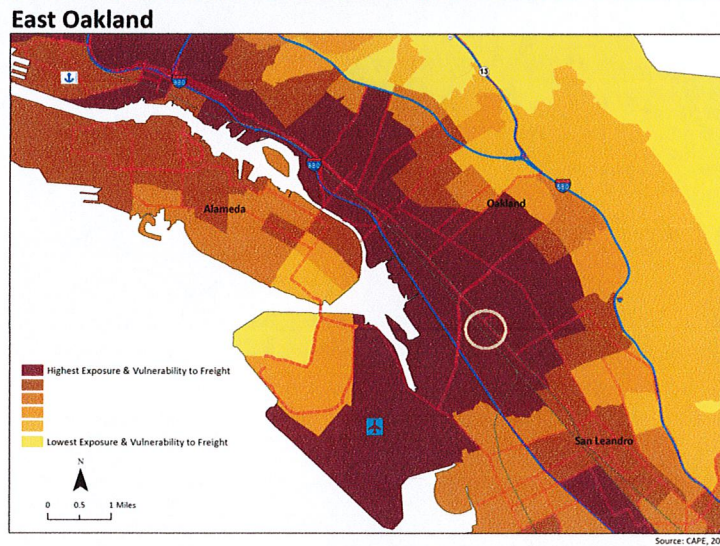 East Oakland
13
880
880
580
Alameda
Oakland
Highest Exposure & Vulnerability to Freight
Lowest Exposure & Vulnerability to Freight
San Leandro
N
0 0.5 1 Miles
Source: CAPE, 20